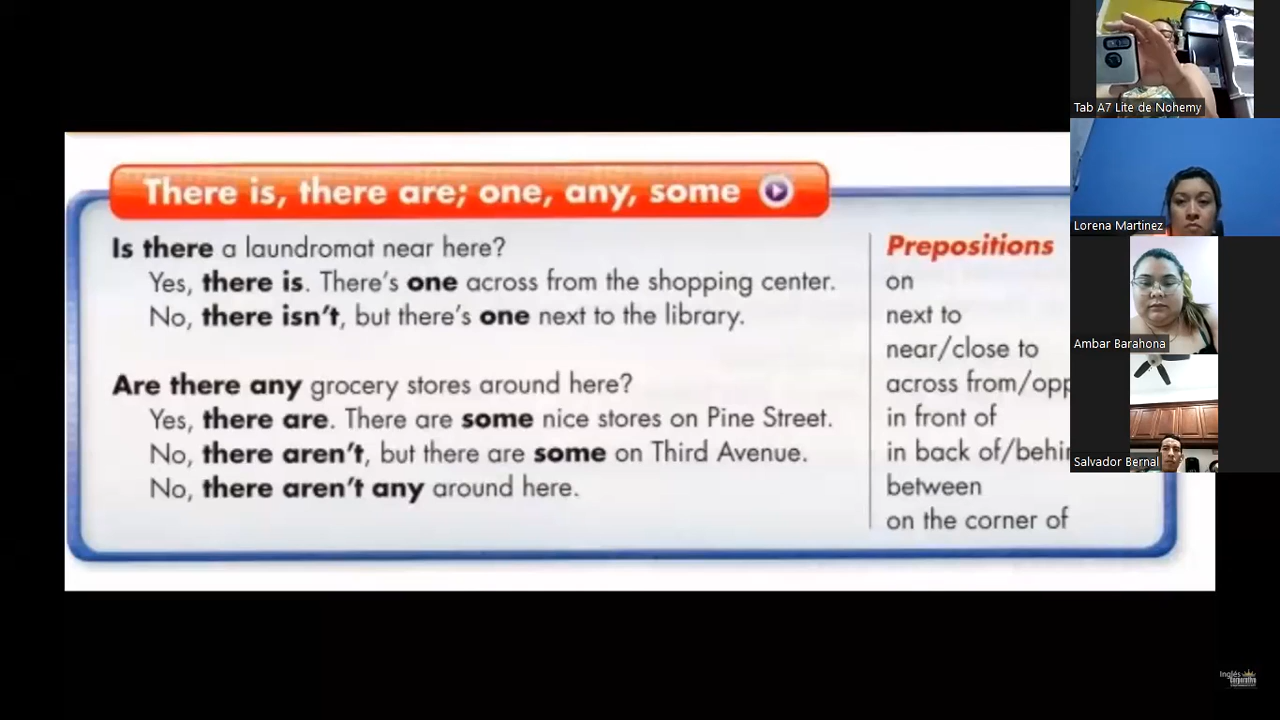 There is, there are; one, any, some
Is there a laundromat near here?
Yes, there is. There's one across from the shopping center.
No, there isn't, but there's one next to the library.
Are there any grocery stores around here?
Yes, there are. There are some nice stores on Pine Street.
No, there aren't, but there are some on Third Avenue.
No, there aren't any around here.
Prepositions
on
next to
near/close to
across from/opp
in front of
in back of/behin
between
on the corner of
Tab A7 Lite de Nohemy
Lorena Martinez
Ambar Barahona
Salvador Bernal
Inglés
Corporativo